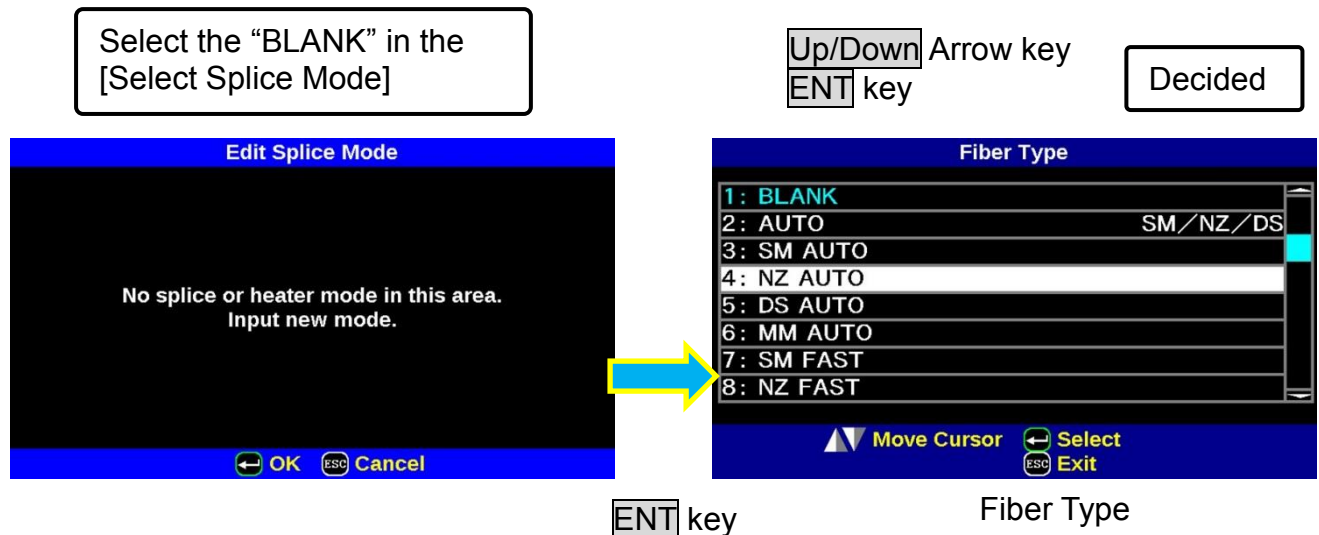 Select the “BLANK” in the
[Select Splice Mode]
Up/Down Arrow key
ENT key
Decided
Edit Splice Mode
No splice or heater mode in this area.
Input new mode.
OK ESC Cancel
ENT key
Fiber Type
1: BLANK
2: AUTO SM/NZ/DS
3: SM AUTO
4: NZ AUTO
5: DS AUTO
6: MM AUTO
7: SM FAST
8: NZ FAST
Move Cursor Select
ESC Exit
Fiber Type